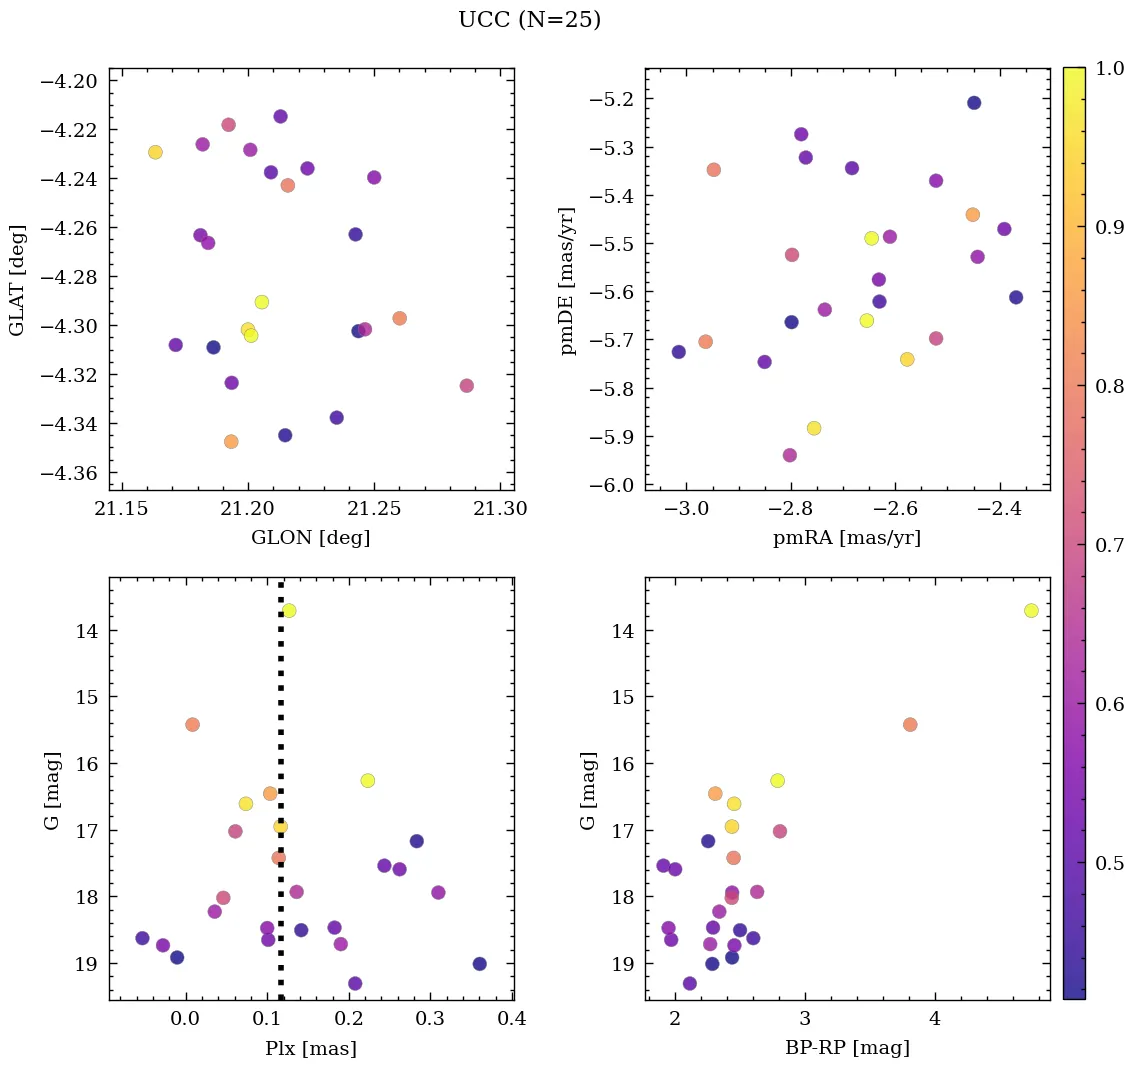 UCC (N=25)
−4.20
−4.22
−4.24
−4.26
−4.28
−4.30
−4.32
−4.34
−4.36
GLAT [deg]
21.15 21.20 21.25 21.30
GLON [deg]
−5.2
−5.3
−5.4
−5.5
−5.6
−5.7
−5.8
−5.9
−6.0
pmDE [mas/yr]
−3.0 −2.8 −2.6 −2.4
pmRA [mas/yr]
14
15
16
17
18
19
G [mag]
0.0 0.1 0.2 0.3 0.4
Plx [mas]
14
15
16
17
18
19
G [mag]
2 3 4
BP-RP [mag]
1.0
0.9
0.8
0.7
0.6
0.5